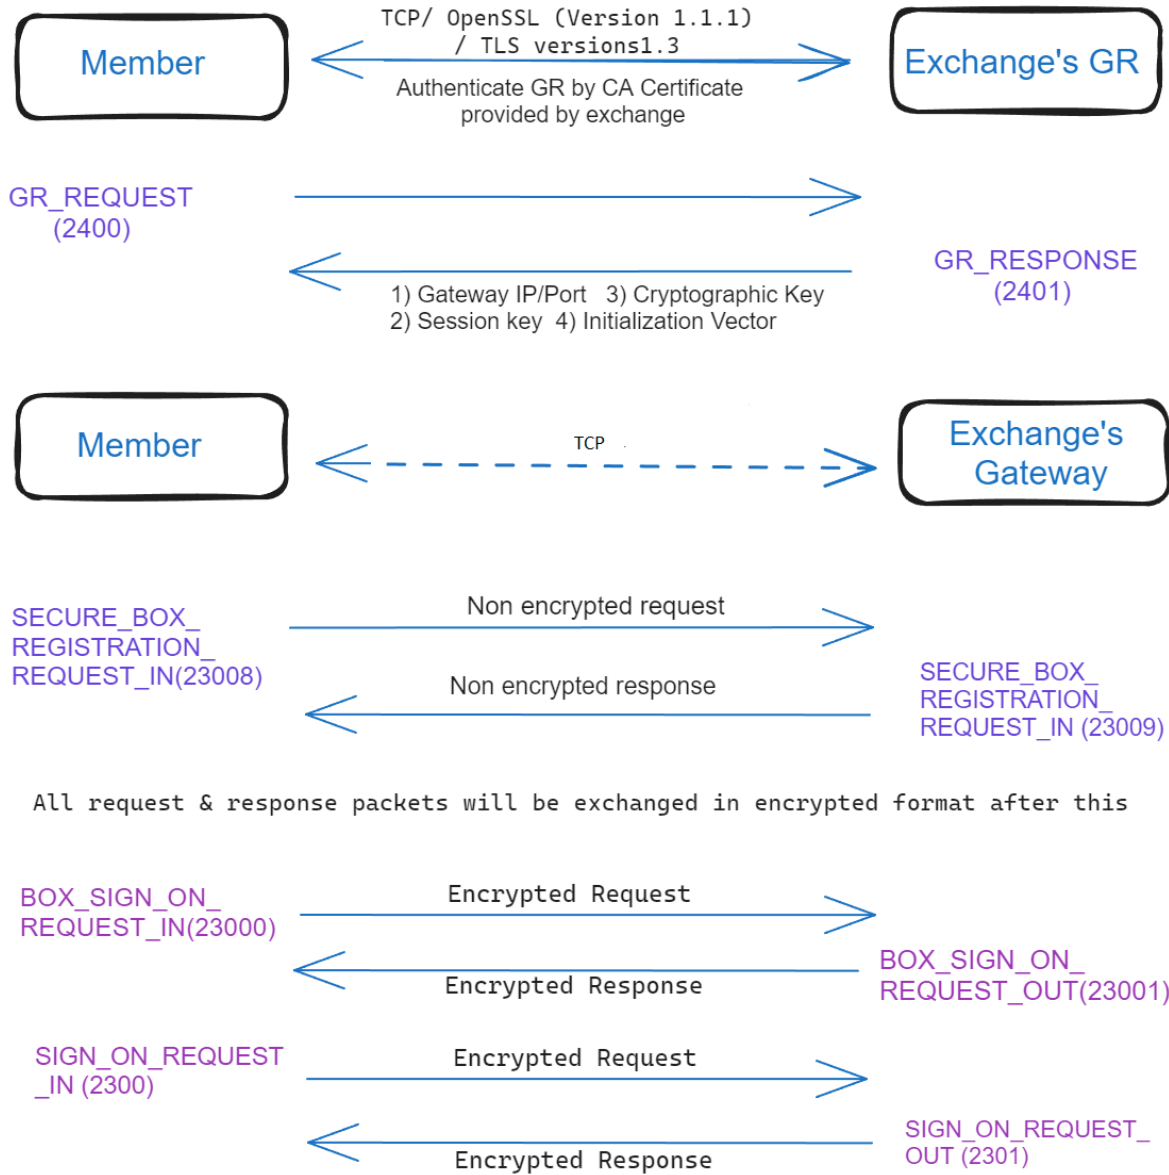 TCP/ OpenSSL (Version 1.1.1)
/ TLS versions1.3
Member
Exchange's GR
Authenticate GR by CA Certificate
provided by exchange
GR_REQUEST
(2400)
GR_RESPONSE
(2401)
1) Gateway IP/Port 3) Cryptographic Key
2) Session key 4) Initialization Vector
Member
TCP
Exchange's
Gateway
Non encrypted request
SECURE_BOX_
REGISTRATION_
REQUEST_IN(23008)
Non encrypted response
SECURE_BOX_
REGISTRATION_
REQUEST_IN (23009)
All request & response packets will be exchanged in encrypted format after this
BOX_SIGN_ON_
REQUEST_IN(23000)
Encrypted Request
BOX_SIGN_ON_
REQUEST_OUT(23001)
Encrypted Response
SIGN_ON_REQUEST
_IN (2300)
Encrypted Request
SIGN_ON_REQUEST_
OUT (2301)
Encrypted Response